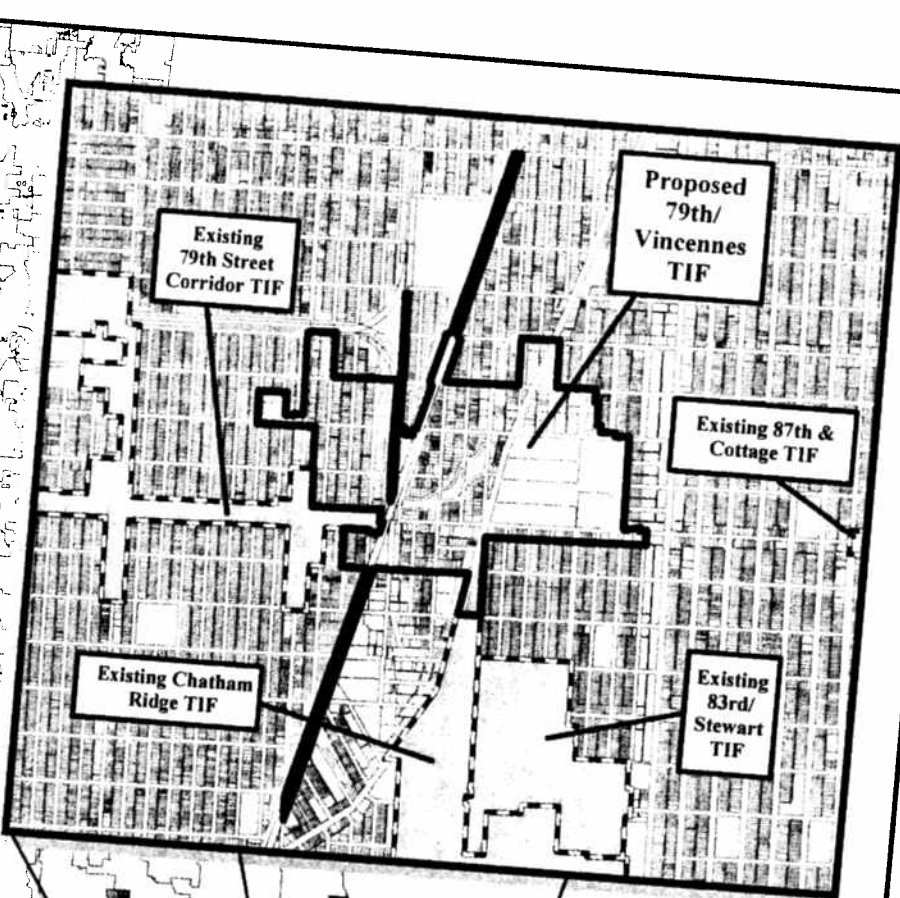 Proposed
79th/
Vincennes
TIF
Existing
79th Street
Corridor TIF
Existing 87th &
Cottage TIF
Existing Chatham
Ridge TIF
Existing
83rd/
Stewart
TIF